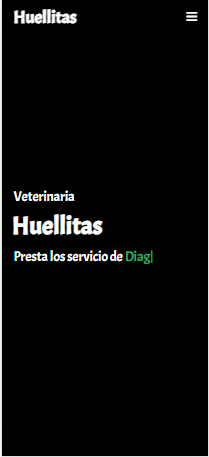 Huellitas
Veterinaria
Huellitas
Presta los servicio de Diag|